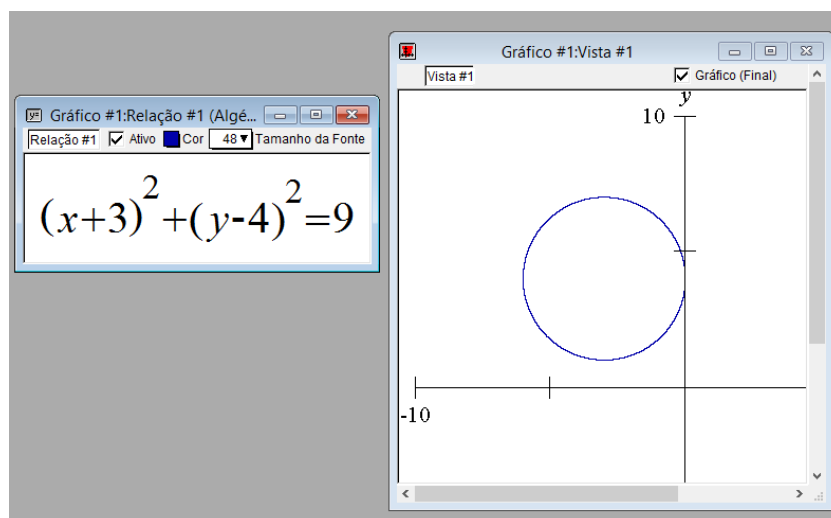 Gráfico #1:Relação #1 (Algé...
Relação #1 Ativo Cor 48 Tamanho da Fonte
(x+3)²+(y-4)²=9
Gráfico #1:Vista #1
Vista #1 Gráfico (Final)
y
10
-10